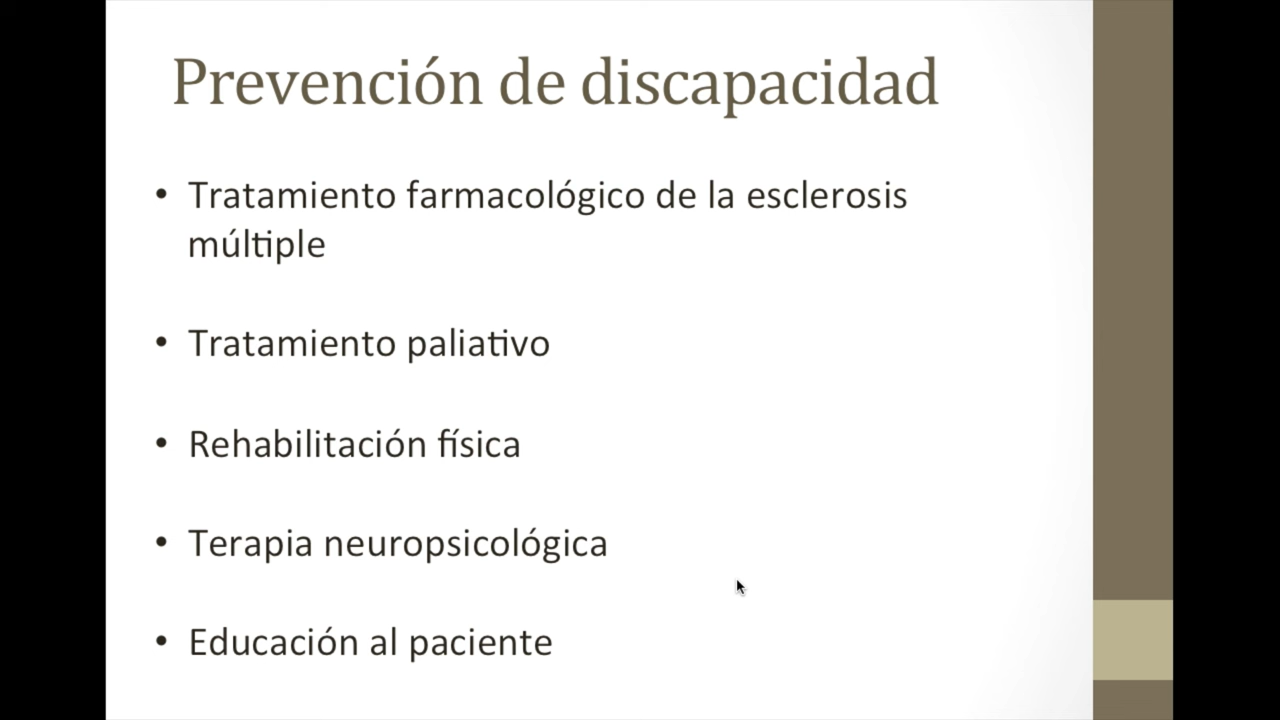 Prevención de discapacidad
• Tratamiento farmacológico de la esclerosis
múltiple
• Tratamiento paliativo
• Rehabilitación física
• Terapia neuropsicológica
• Educación al paciente